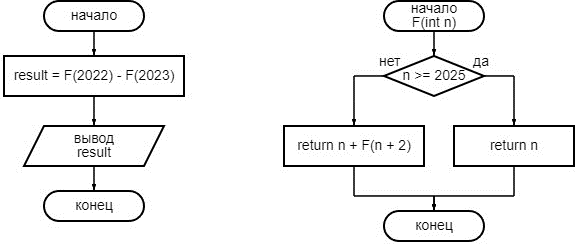 начало
result = F(2022) - F(2023)
вывод
result
конец
начало
F(int n)
нет
n >= 2025
да
return n + F(n + 2)
return n
конец